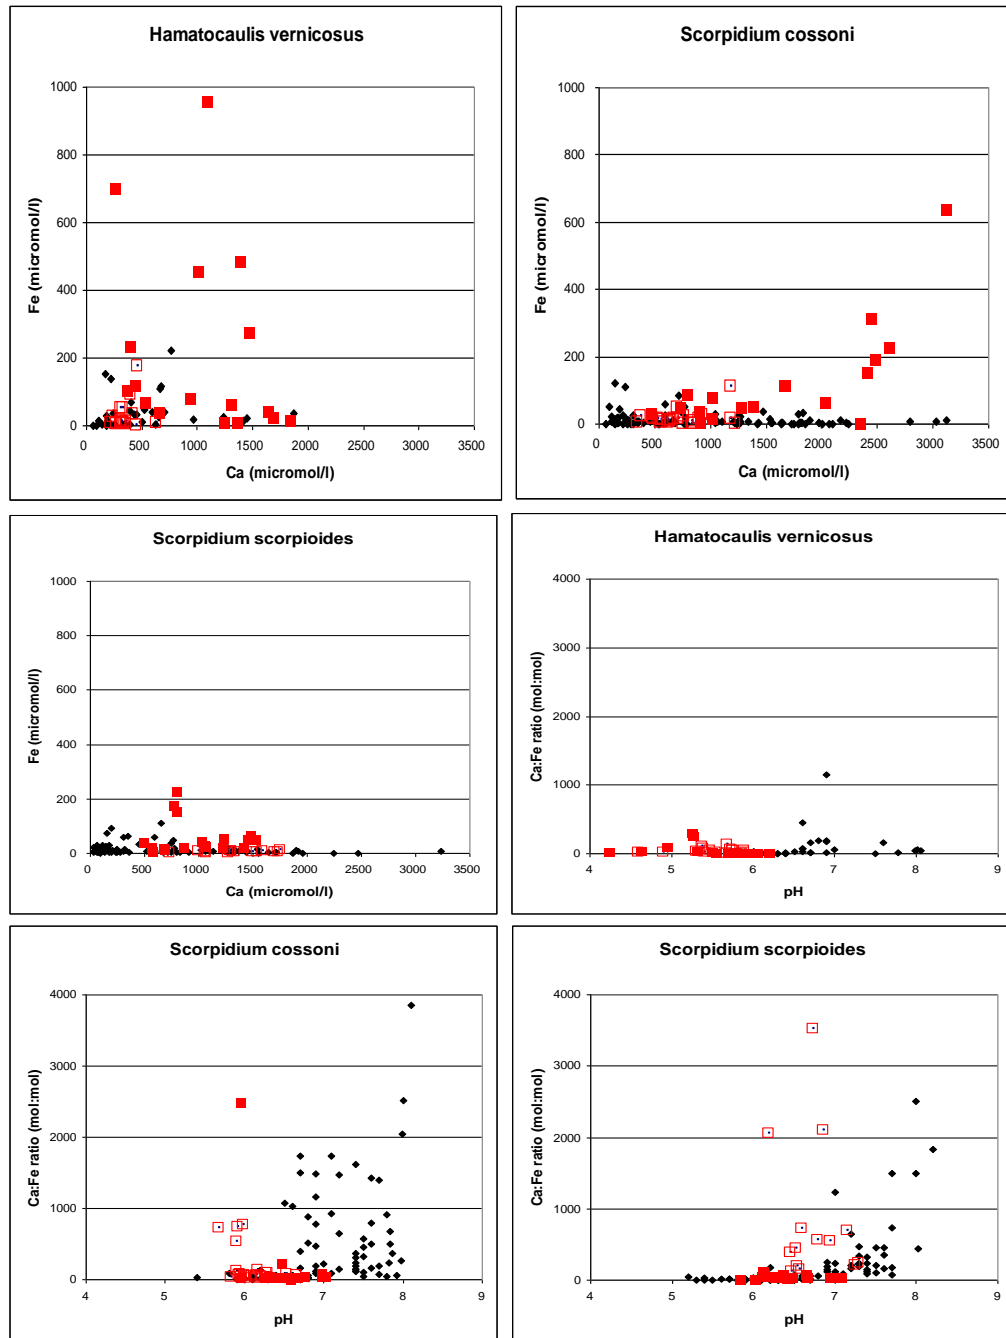 Hamatocaulis vernicosus
1000
800
600
400
200
0
Fe (micromol/l)
0 500 1000 1500 2000 2500 3000 3500
Ca (micromol/l)
Scorpidium cossoni
1000
800
600
400
200
0
Fe (micromol/l)
0 500 1000 1500 2000 2500 3000 3500
Ca (micromol/l)
Scorpidium scorpioides
1000
800
600
400
200
0
Fe (micromol/l)
0 500 1000 1500 2000 2500 3000 3500
Ca (micromol/l)
Hamatocaulis vernicosus
4000
3000
2000
1000
0
Ca:Fe ratio (mol:mol)
4 5 6 7 8 9
pH
Scorpidium cossoni
4000
3000
2000
1000
0
Ca:Fe ratio (mol:mol)
4 5 6 7 8 9
pH
Scorpidium scorpioides
4000
3000
2000
1000
0
Ca:Fe ratio (mol:mol)
4 5 6 7 8 9
pH